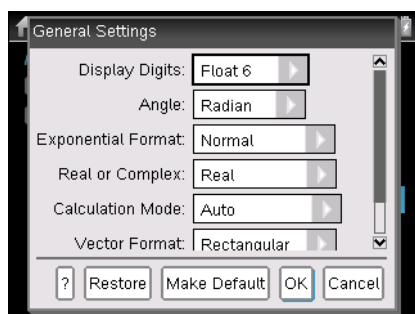 General Settings
Display Digits: Float 6
Angle: Radian
Exponential Format: Normal
Real or Complex: Real
Calculation Mode: Auto
Vector Format: Rectangular
? Restore Make Default OK Cancel